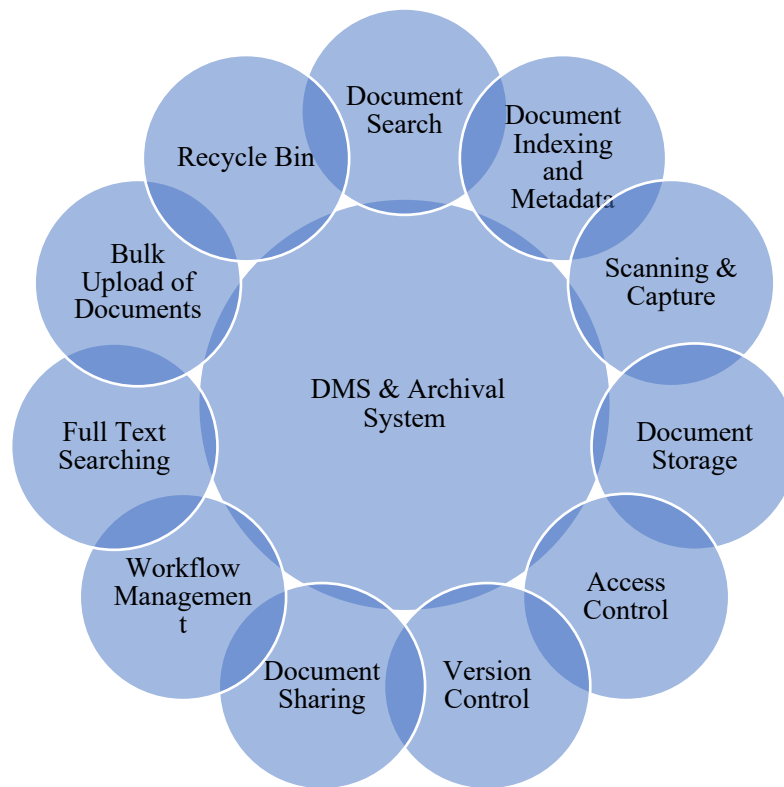 Document
Search
Document
Indexing
and
Metadata
Scanning &
Capture
Document
Storage
Access
Control
Version
Control
Document
Sharing
Workflow
Managemen
t
Full Text
Searching
Bulk
Upload of
Documents
Recycle Bin
DMS & Archival
System